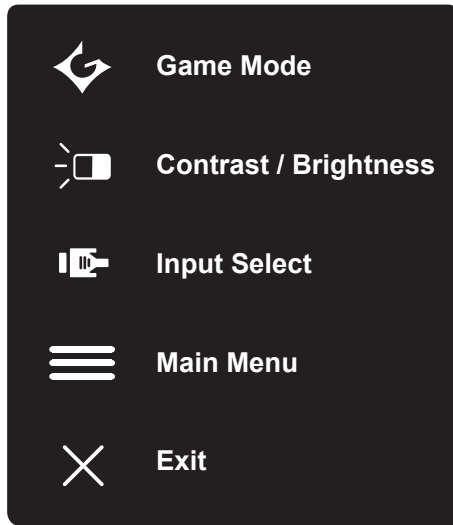 Game Mode
Contrast / Brightness
Input Select
Main Menu
Exit